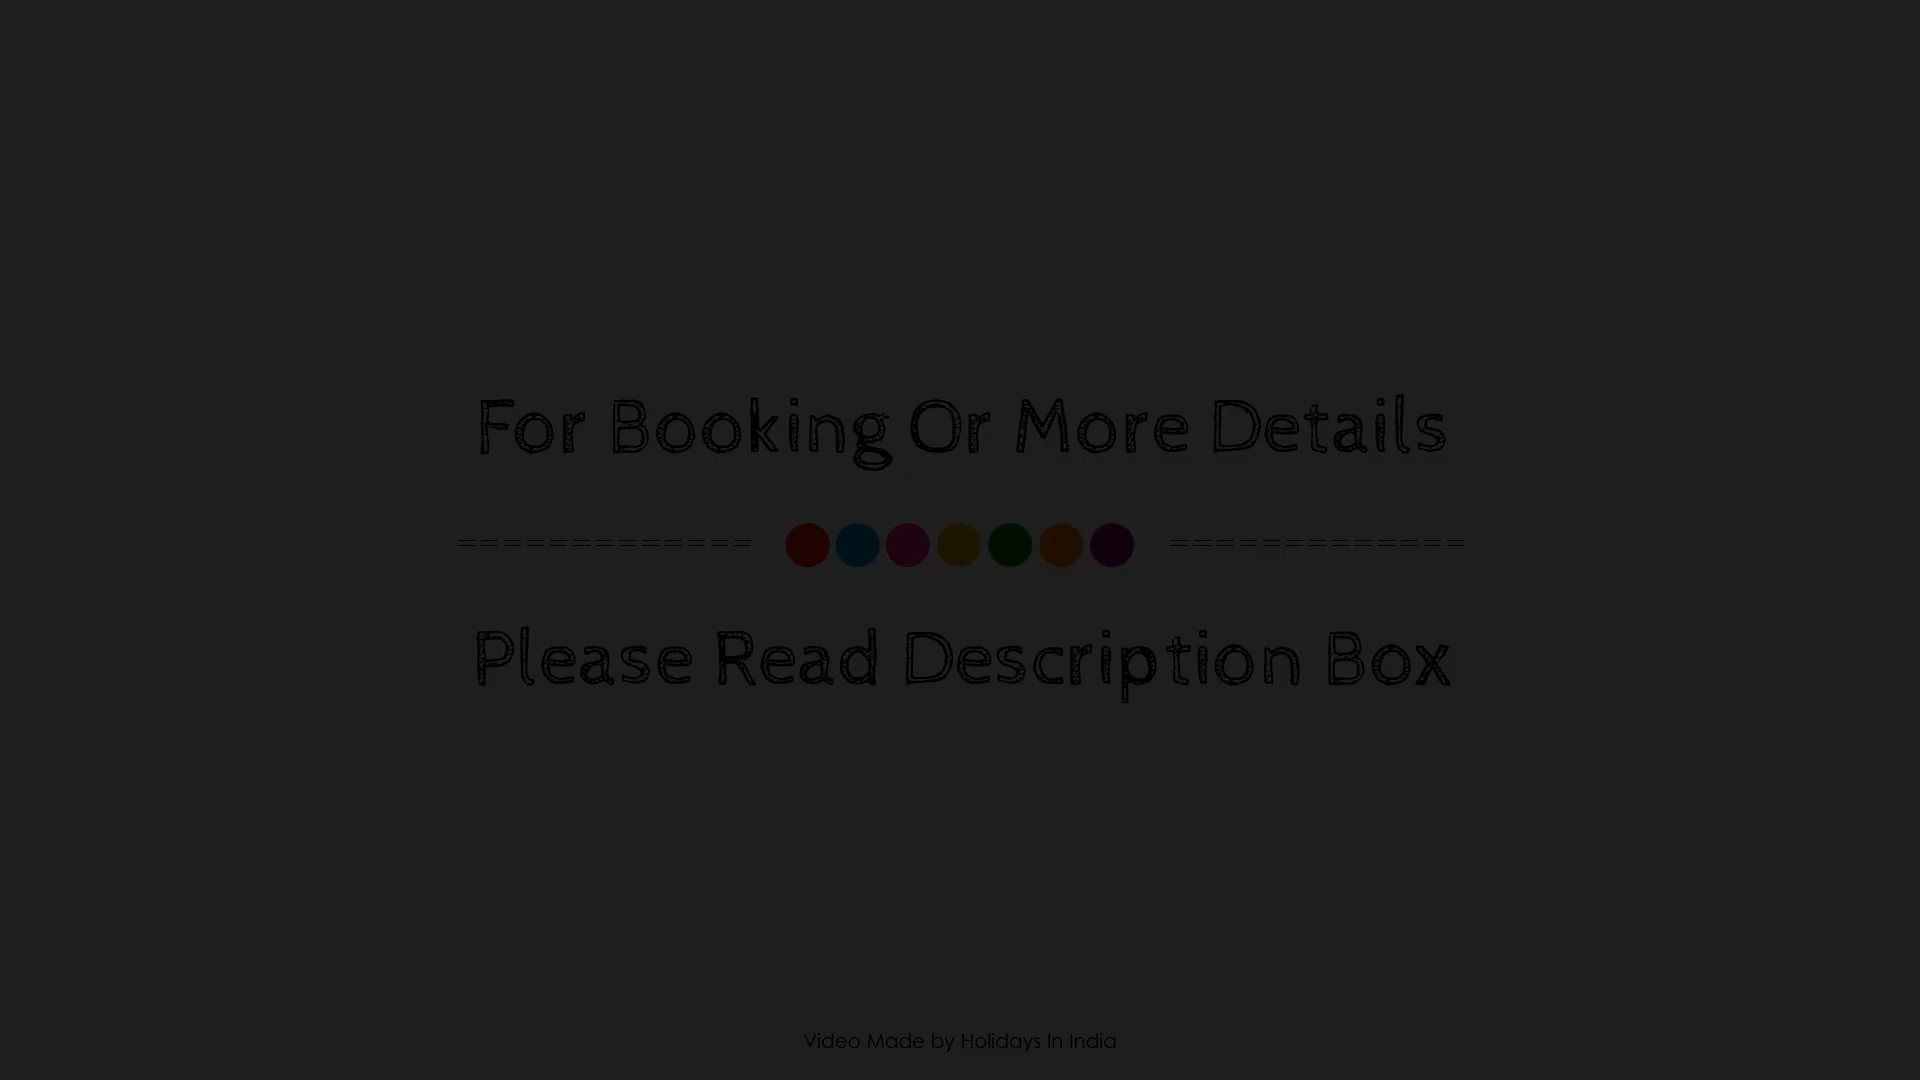 For Booking Or More Details
============= =============
Please Read Description Box
Video Made by Holidays In India